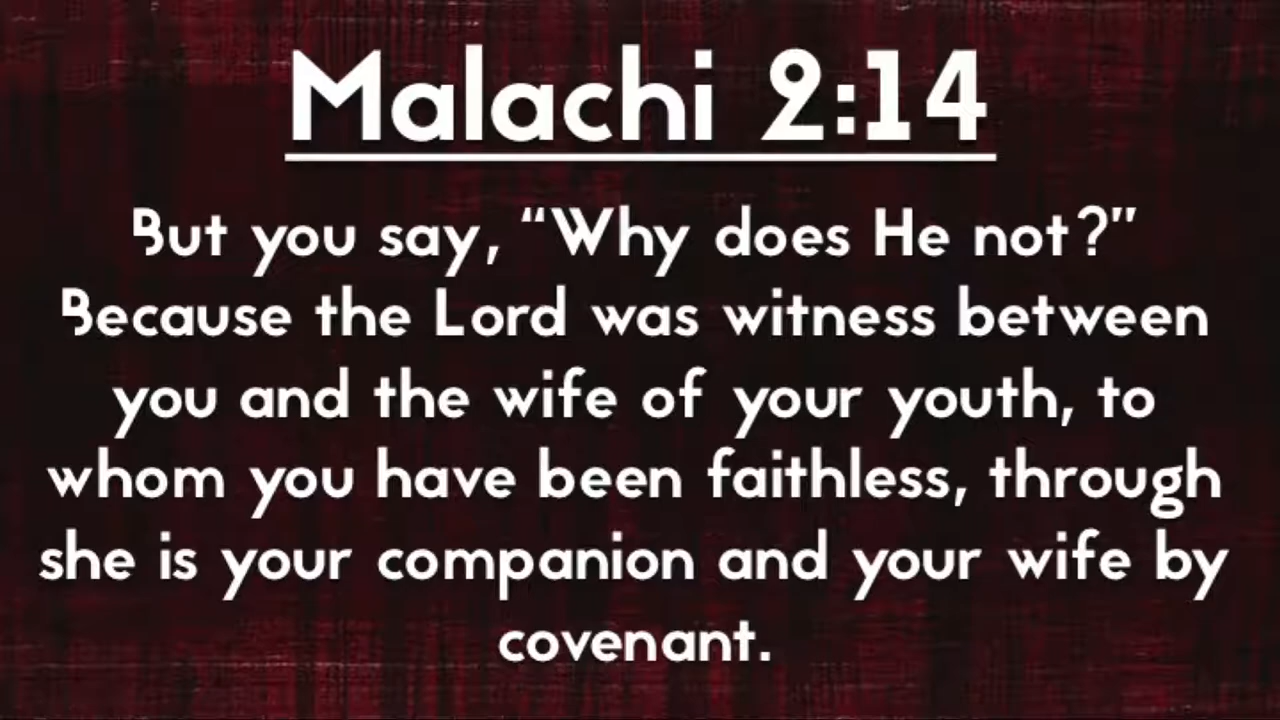 Malachi 2:14
But you say, “Why does He not?”
Because the Lord was witness between
you and the wife of your youth, to
whom you have been faithless, through
she is your companion and your wife by
covenant.